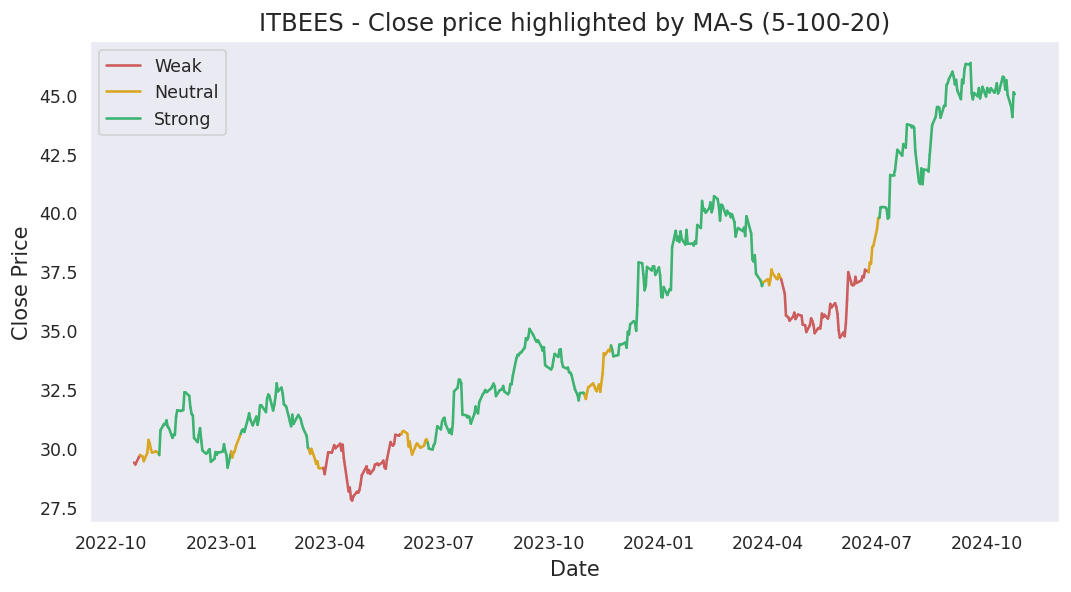 ITBEES - Close price highlighted by MA-S (5-100-20)
Weak
Neutral
Strong
45.0
42.5
40.0
37.5
35.0
32.5
30.0
27.5
Close Price
2022-10 2023-01 2023-04 2023-07 2023-10 2024-01 2024-04 2024-07 2024-10
Date